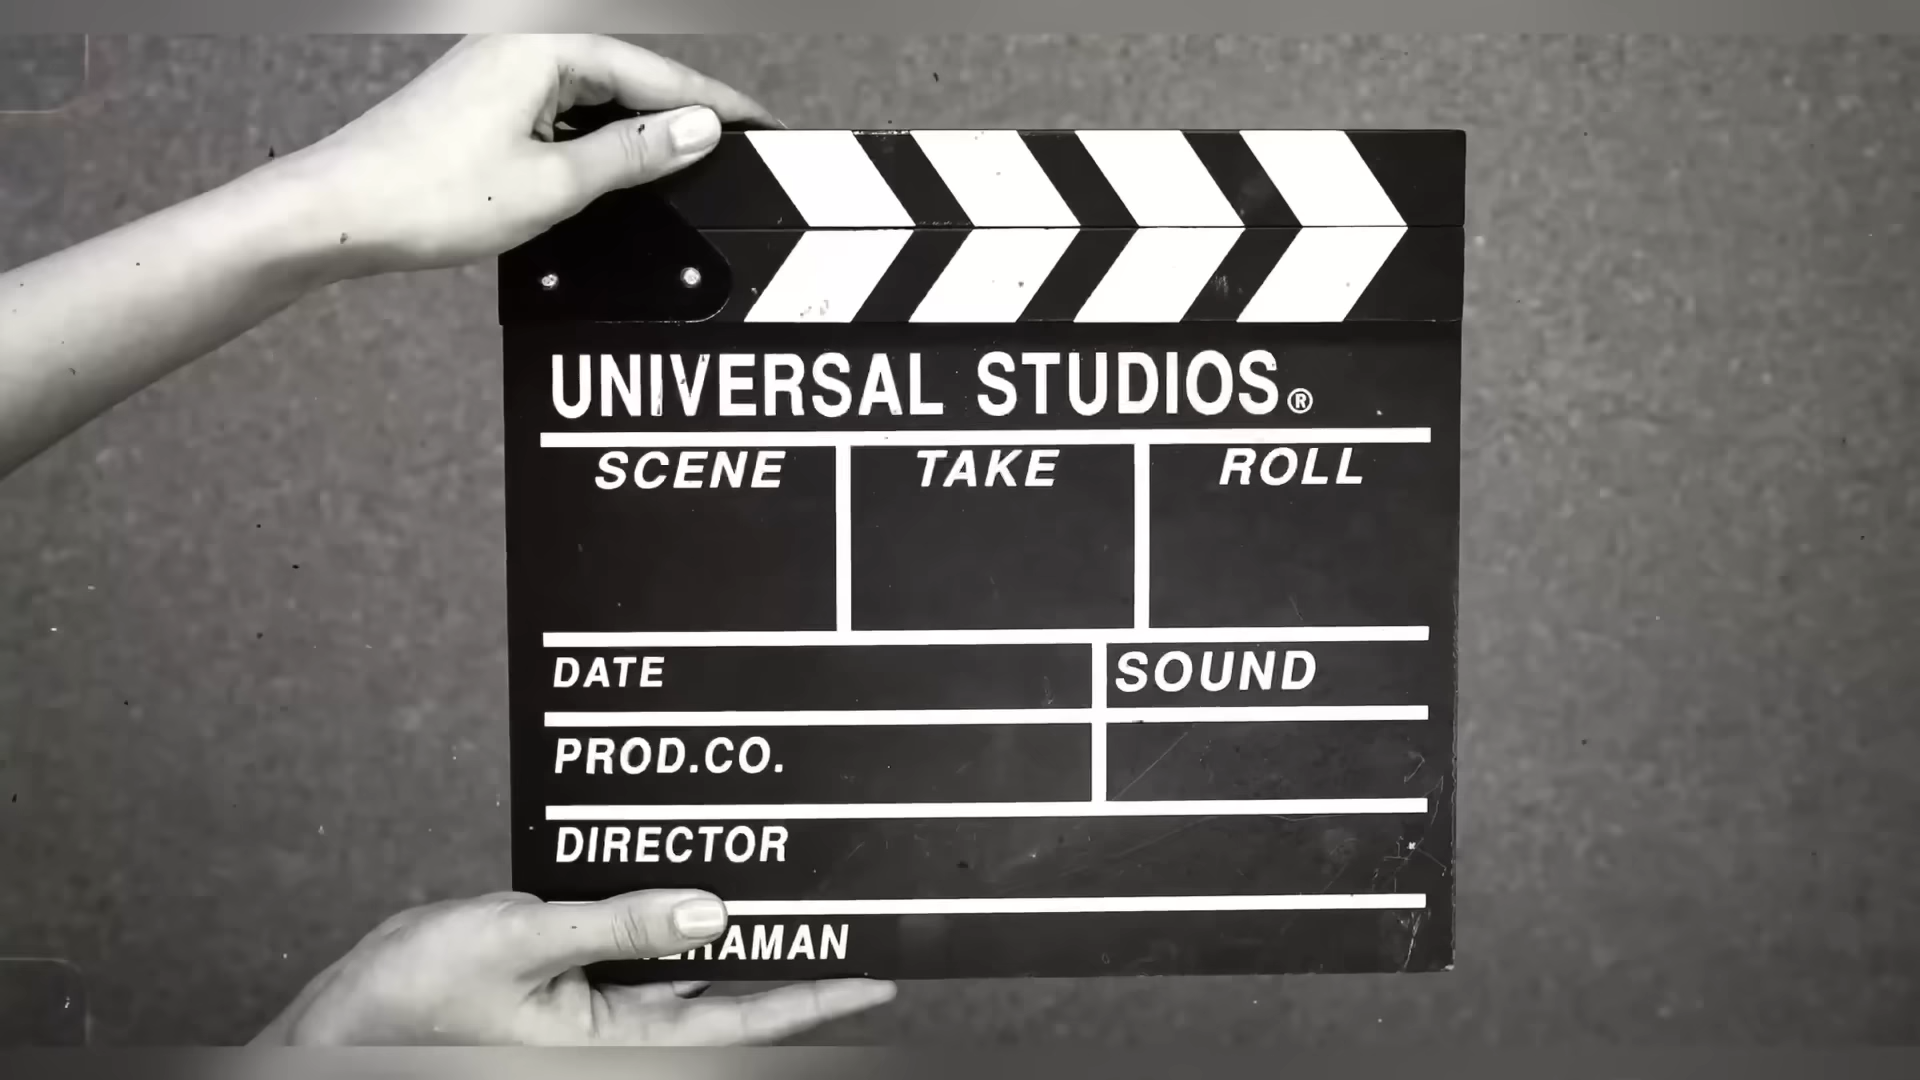 UNIVERSAL STUDIOS®
SCENE TAKE ROLL
DATE SOUND
PROD.CO.
DIRECTOR